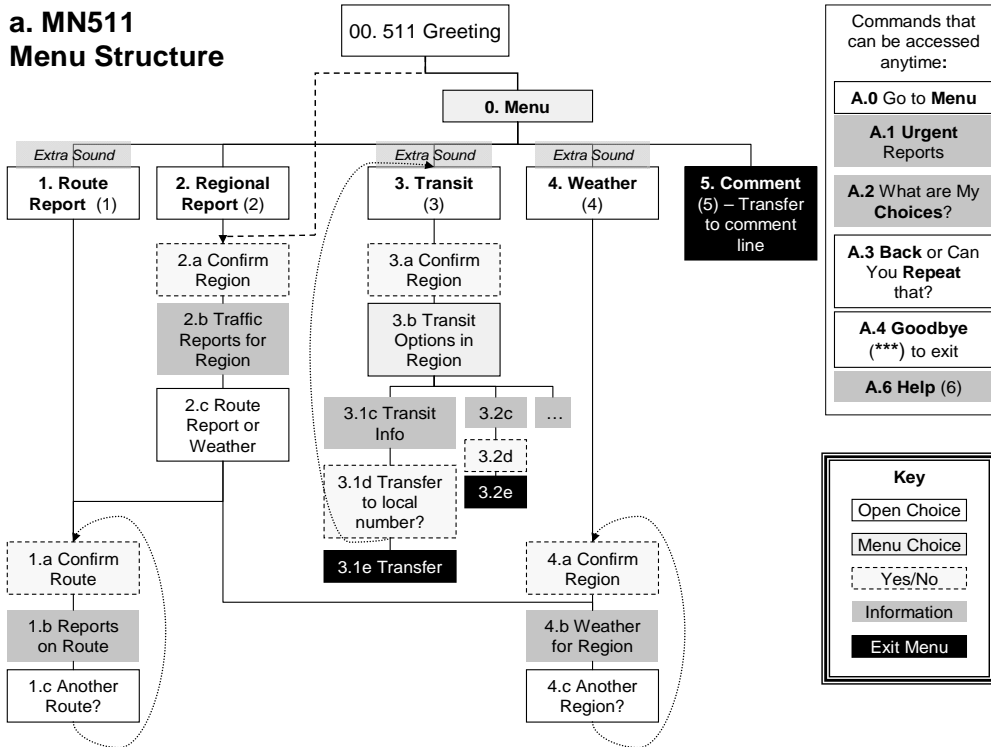 a. MN511
Menu Structure
00. 511 Greeting
0. Menu
Extra Sound
1. Route
Report (1)
2. Regional
Report (2)
Extra Sound
3. Transit
(3)
Extra Sound
4. Weather
(4)
5. Comment
(5) – Transfer
to comment
line
2.a Confirm
Region
2.b Traffic
Reports for
Region
2.c Route
Report or
Weather
3.a Confirm
Region
3.b Transit
Options in
Region
3.1c Transit
Info
3.1d Transfer
to local
number?
3.1e Transfer
3.2c
3.2d
3.2e
...
1.a Confirm
Route
1.b Reports
on Route
1.c Another
Route?
4.a Confirm
Region
4.b Weather
for Region
4.c Another
Region?
Commands that
can be accessed
anytime:
A.0 Go to Menu
A.1 Urgent
Reports
A.2 What are My
Choices?
A.3 Back or Can
You Repeat
that?
A.4 Goodbye
(***) to exit
A.6 Help (6)
Key
Open Choice
Menu Choice
Yes/No
Information
Exit Menu